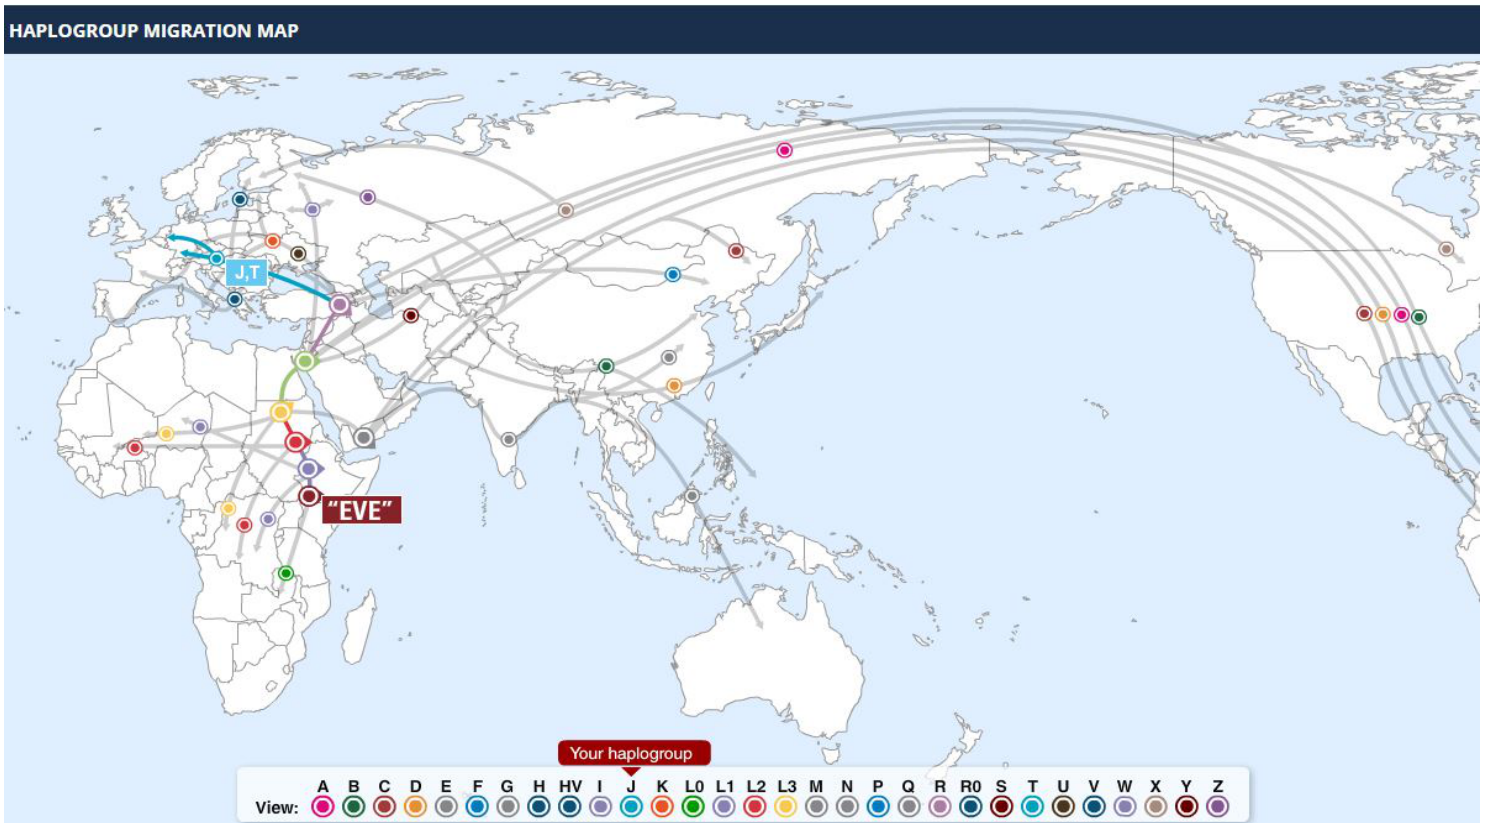 HAPLOGROUP MIGRATION MAP
J,T
“EVE”
Your haplogroup
A B C D E F G H HV I J K L0 L1 L2 L3 M N P Q R R0 S T U V W X Y Z
View: